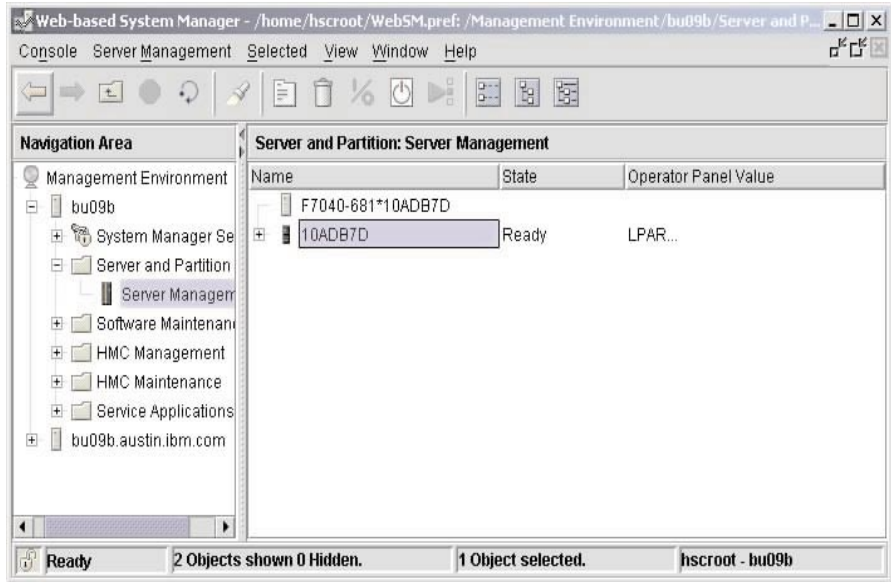 Web-based System Manager - /home/hscroot/WebSM.pref: /Management Environment/bu09b/Server and P...
Console Server Management Selected View Window Help
Navigation Area
Server and Partition: Server Management
Management Environment
bu09b
System Manager Se
Server and Partition
Server Managem
Software Maintenan
HMC Management
HMC Maintenance
Service Applications
bu09b.austin.ibm.com
Name State Operator Panel Value
F7040-681*10ADB7D
10ADB7D Ready LPAR...
Ready 2 Objects shown 0 Hidden. 1 Object selected. hscroot - bu09b